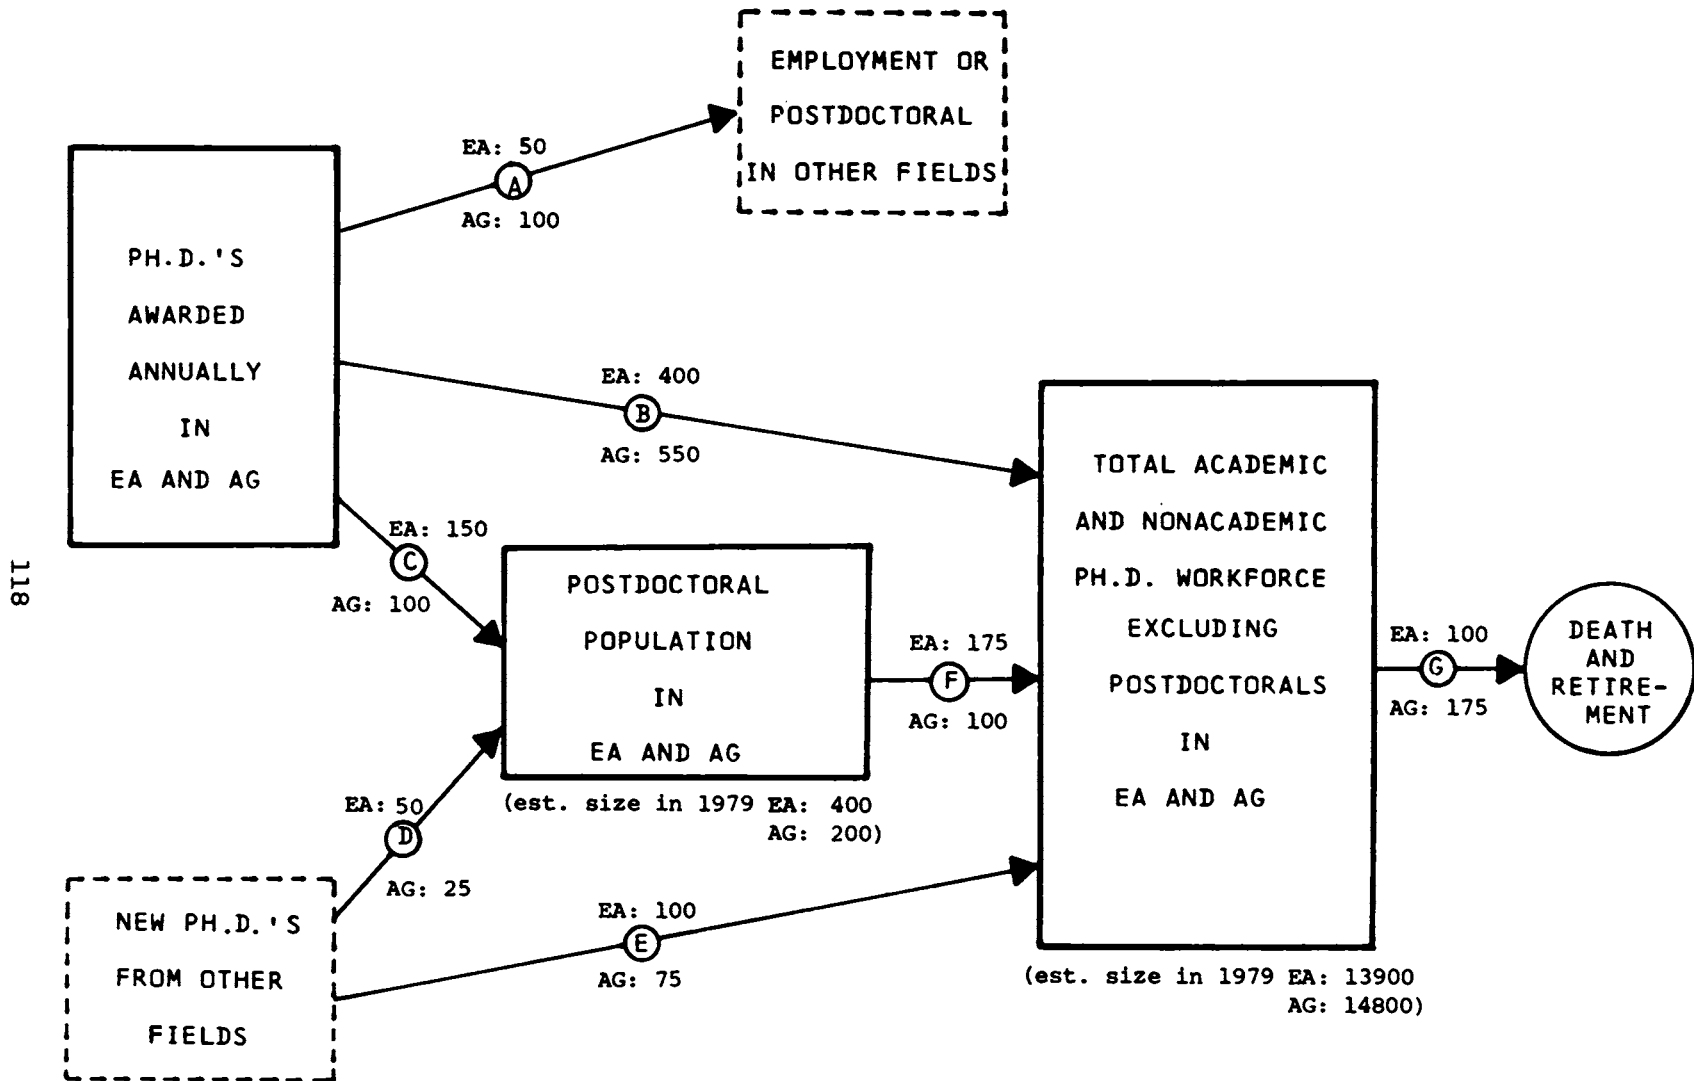 EMPLOYMENT OR
POSTDOCTORAL
IN OTHER FIELDS
EA: 50
A
AG: 100
PH.D.'S
AWARDED
ANNUALLY
IN
EA AND AG
EA: 400
B
AG: 550
EA: 150
C
AG: 100
118
POSTDOCTORAL
POPULATION
IN
EA AND AG
(est. size in 1979 EA: 400
AG: 200)
EA: 175
F
AG: 100
TOTAL ACADEMIC
AND NONACADEMIC
PH.D. WORKFORCE
EXCLUDING
POSTDOCTORALS
IN
EA AND AG
(est. size in 1979 EA: 13900
AG: 14800)
EA: 100
G
AG: 175
DEATH
AND
RETIRE-
MENT
EA: 50
D
AG: 25
NEW PH.D.'S
FROM OTHER
FIELDS
EA: 100
E
AG: 75